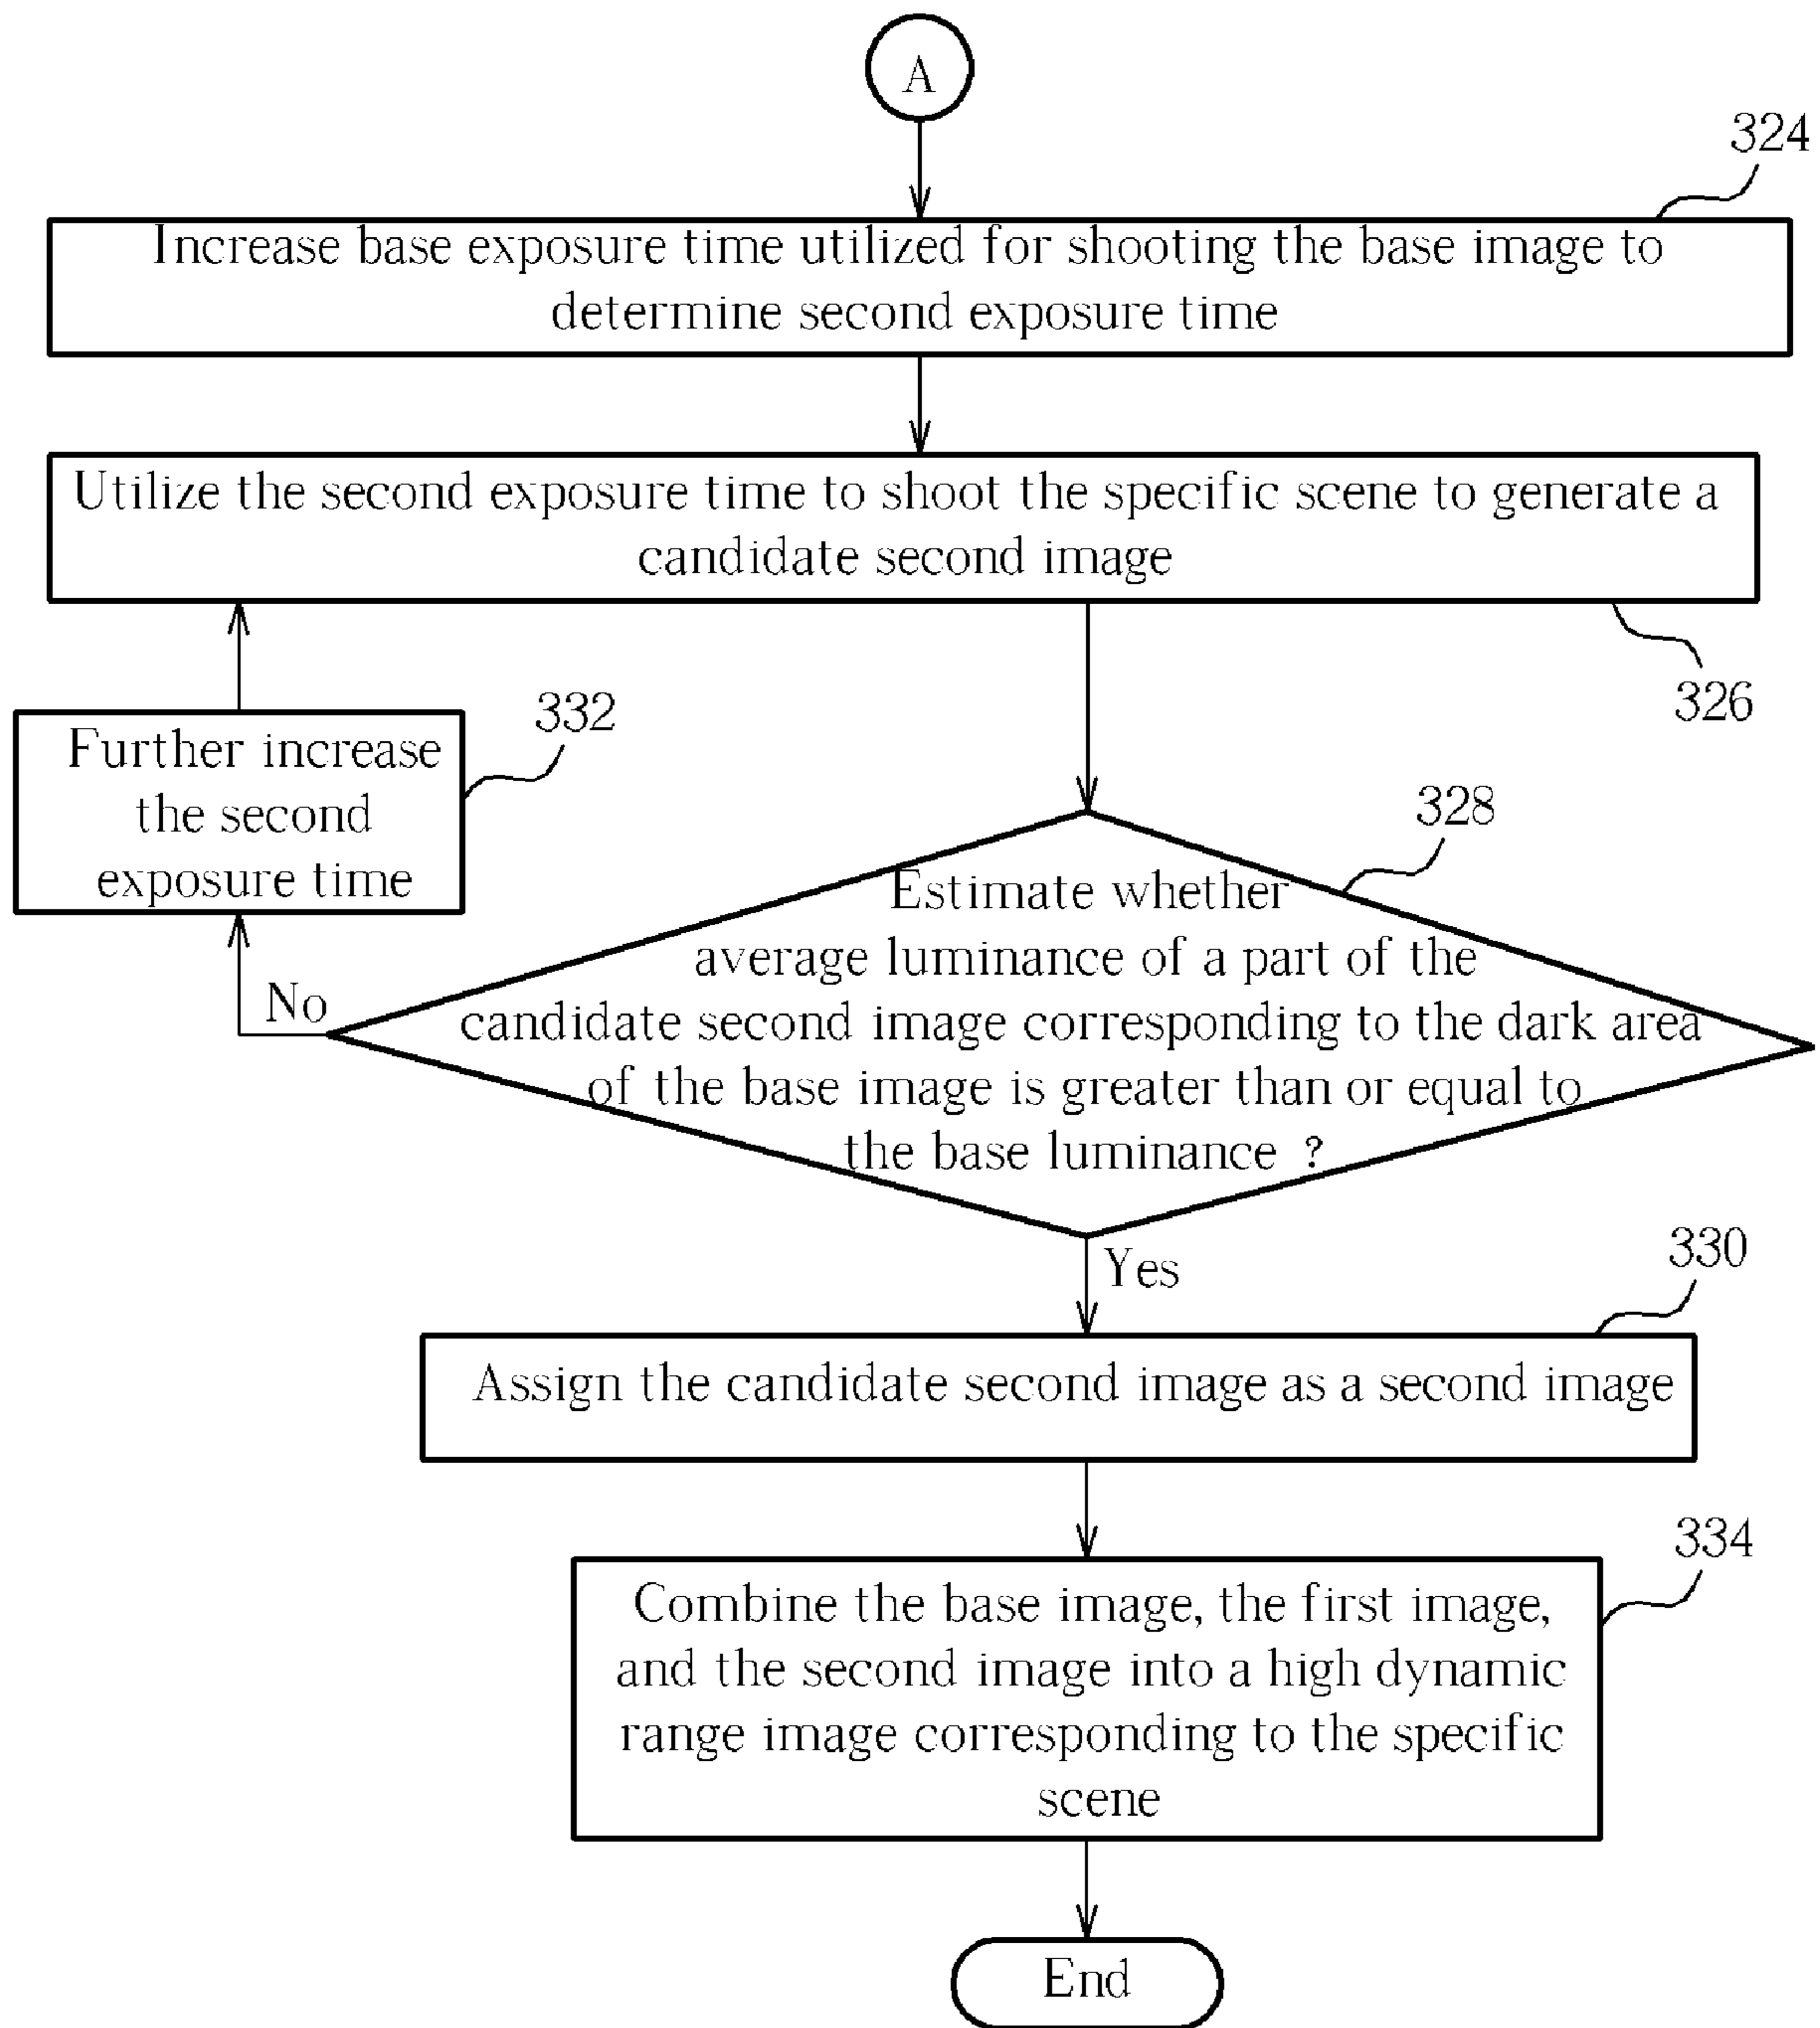 A
324
Increase base exposure time utilized for shooting the base image to
determine second exposure time
Utilize the second exposure time to shoot the specific scene to generate a
candidate second image
326
332
Further increase
the second
exposure time
328
Estimate whether
average luminance of a part of the
candidate second image corresponding to the dark area
of the base image is greater than or equal to
the base luminance ?
No
Yes
330
Assign the candidate second image as a second image
334
Combine the base image, the first image,
and the second image into a high dynamic
range image corresponding to the specific
scene
End